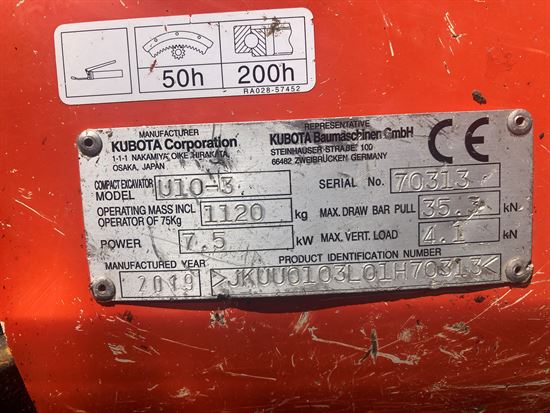 50h 200h
RA028-57452
MANUFACTURER
KUBOTA Corporation
1-1-1 NAKAMIYA OIKE HIRAKATA
OSAKA, JAPAN
REPRESENTATIVE
KUBOTA Baumaschinen GmbH
STEINHAUSER STRAßE 100
66482 ZWEIBRÜCKEN GERMANY
CE
COMPACT EXCAVATOR
MODEL U10-3 SERIAL No. 70313
OPERATING MASS INCL
OPERATOR OF 75Kg 1120 kg MAX. DRAW BAR PULL 35.3 kN
POWER 7.5 kW MAX. VERT. LOAD 4.1 kN
MANUFACTURED YEAR PRODUCT IDENTIFICATION NUMBER
2019 >JKUU0103L01H70313<